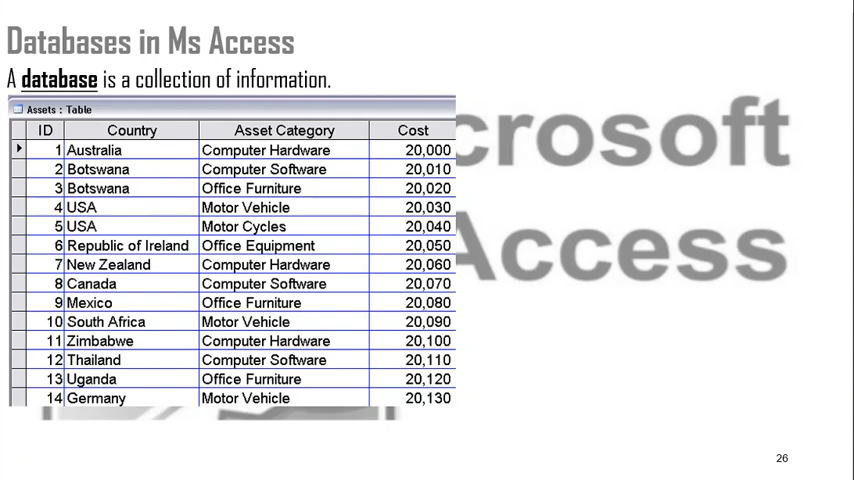 Databases in Ms Access
A database is a collection of information.
Assets : Table
ID Country Asset Category Cost
1 Australia Computer Hardware 20,000
2 Botswana Computer Software 20,010
3 Botswana Office Furniture 20,020
4 USA Motor Vehicle 20,030
5 USA Motor Cycles 20,040
6 Republic of Ireland Office Equipment 20,050
7 New Zealand Computer Hardware 20,060
8 Canada Computer Software 20,070
9 Mexico Office Furniture 20,080
10 South Africa Motor Vehicle 20,090
11 Zimbabwe Computer Hardware 20,100
12 Thailand Computer Software 20,110
13 Uganda Office Furniture 20,120
14 Germany Motor Vehicle 20,130
crosoft
Access
26